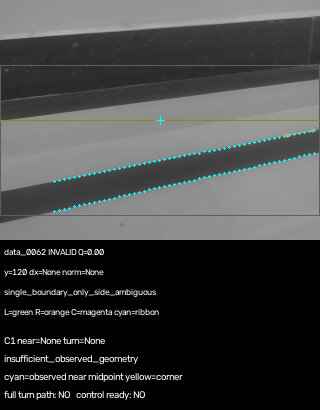 data_0062 INVALID Q=0.00
y=120 dx=None norm=None
single_boundary_only_side_ambiguous
L=green R=orange C=magenta cyan=ribbon
C1 near=None turn=None
insufficient_observed_geometry
cyan=observed near midpoint yellow=corner
full turn path: NO control ready: NO